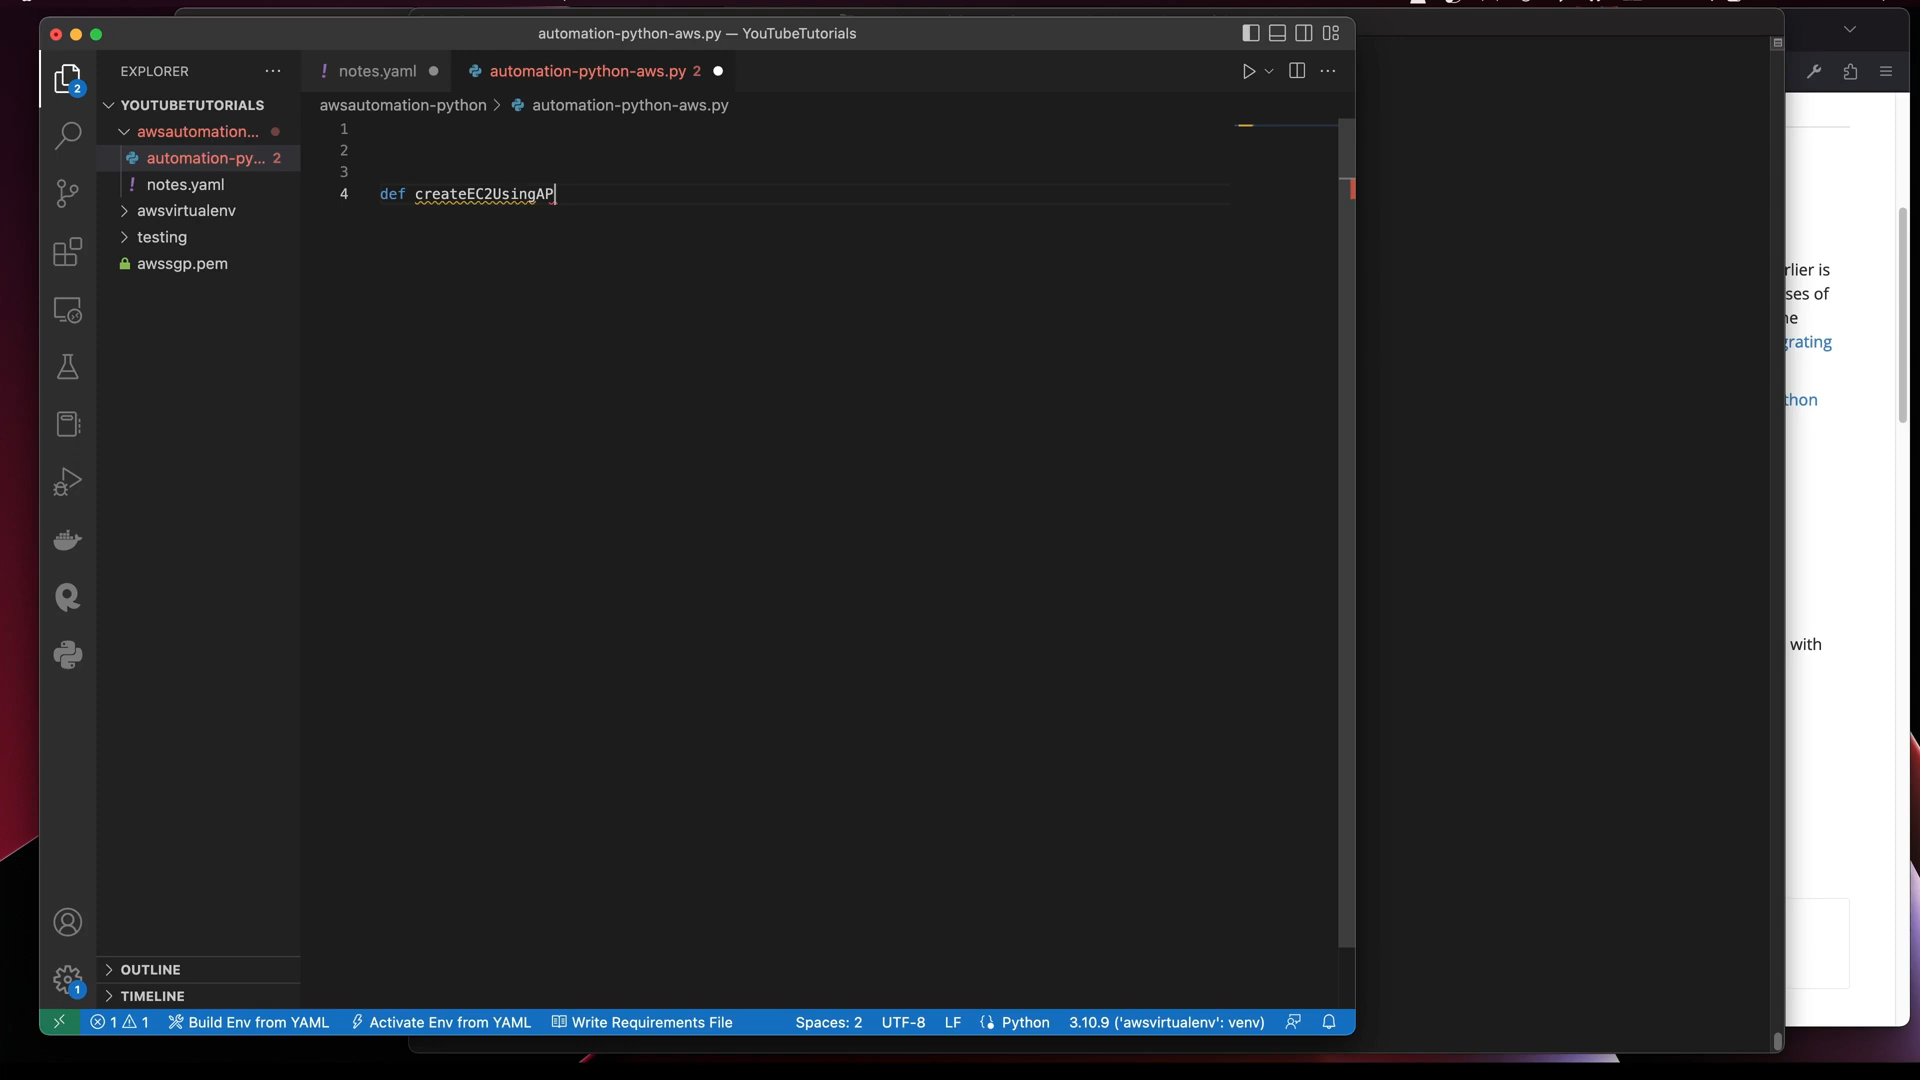 automation-python-aws.py — YouTubeTutorials
EXPLORER
notes.yaml
automation-python-aws.py 2
2
YOUTUBETUTORIALS
awsautomation-python > automation-python-aws.py
awsautomation...
automation-py... 2
notes.yaml
awsvirtualenv
testing
awssgp.pem
1
2
3
4 def createEC2UsingAP
rlier is
ses of
grating
with
OUTLINE
TIMELINE
1
1 1 Build Env from YAML Activate Env from YAML Write Requirements File Spaces: 2 UTF-8 LF Python 3.10.9 ('awsvirtualenv': venv)